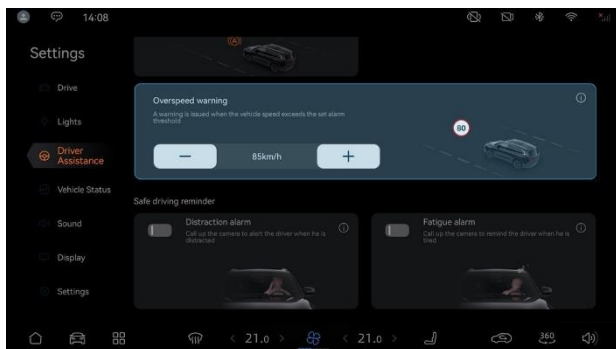 14:08
Settings
(A)
Drive
Overspeed warning
A warning is issued when the vehicle speed exceeds the set alarm
threshold
Lights
80
Driver
Assistance
— 85km/h +
Vehicle Status
Safe driving reminder
Sound
Distraction alarm
Call up the camera to alert the driver when he is
distracted
Fatigue alarm
Call up the camera to remind the driver when he is
tired
Display
Settings
< 21.0 > < 21.0 > 360